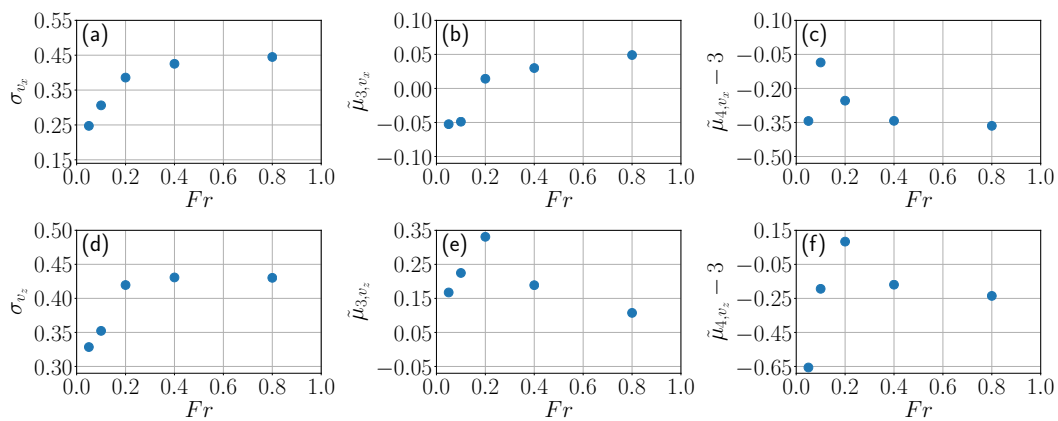 (a)
0.55
0.45
0.35
0.25
0.15
σ_{v_x}
0.0 0.2 0.4 0.6 0.8 1.0
Fr
(b)
0.10
0.05
0.00
−0.05
−0.10
μ̃_{3,v_x}
0.0 0.2 0.4 0.6 0.8 1.0
Fr
(c)
0.10
−0.05
−0.20
−0.35
−0.50
μ̃_{4,v_x} − 3
0.0 0.2 0.4 0.6 0.8 1.0
Fr
(d)
0.50
0.45
0.40
0.35
0.30
σ_{v_z}
0.0 0.2 0.4 0.6 0.8 1.0
Fr
(e)
0.35
0.25
0.15
0.05
−0.05
μ̃_{3,v_z}
0.0 0.2 0.4 0.6 0.8 1.0
Fr
(f)
0.15
−0.05
−0.25
−0.45
−0.65
μ̃_{4,v_z} − 3
0.0 0.2 0.4 0.6 0.8 1.0
Fr